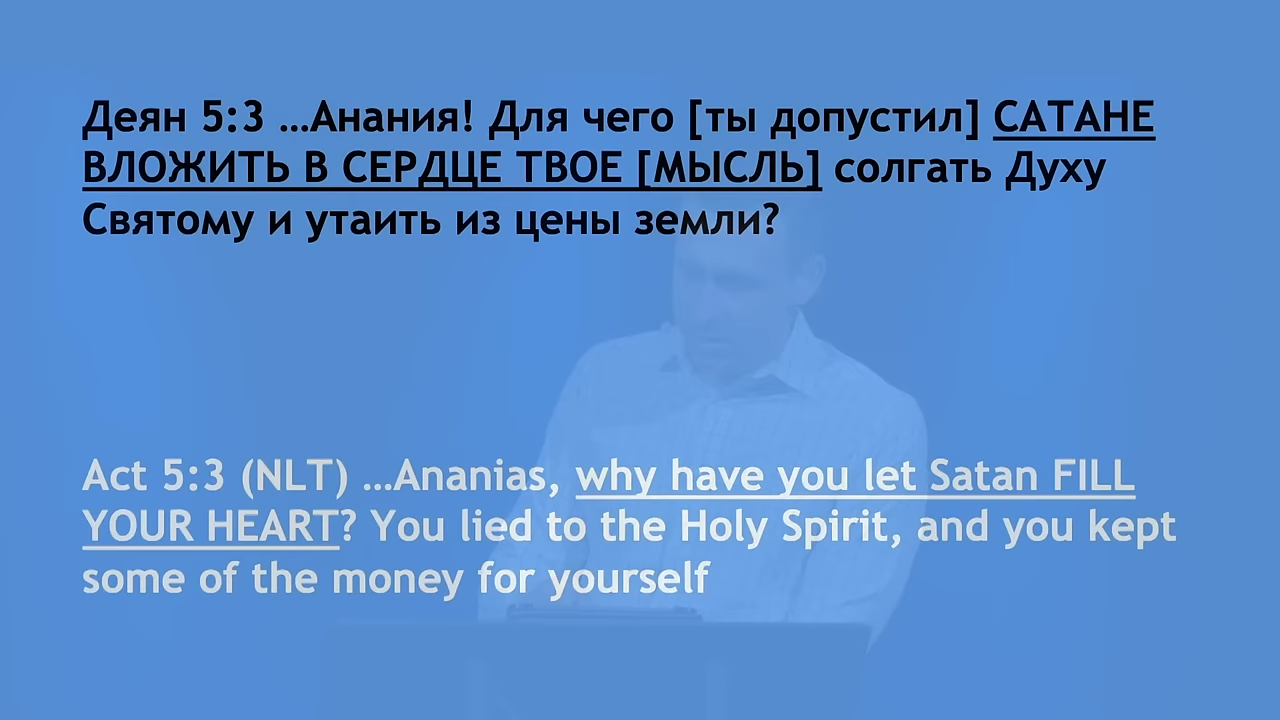 Деян 5:3 …Анания! Для чего [ты допустил] САТАНЕ
ВЛОЖИТЬ В СЕРДЦЕ ТВОЕ [МЫСЛЬ] солгать Духу
Святому и утаить из цены земли?
Act 5:3 (NLT) …Ananias, why have you let Satan FILL
YOUR HEART? You lied to the Holy Spirit, and you kept
some of the money for yourself